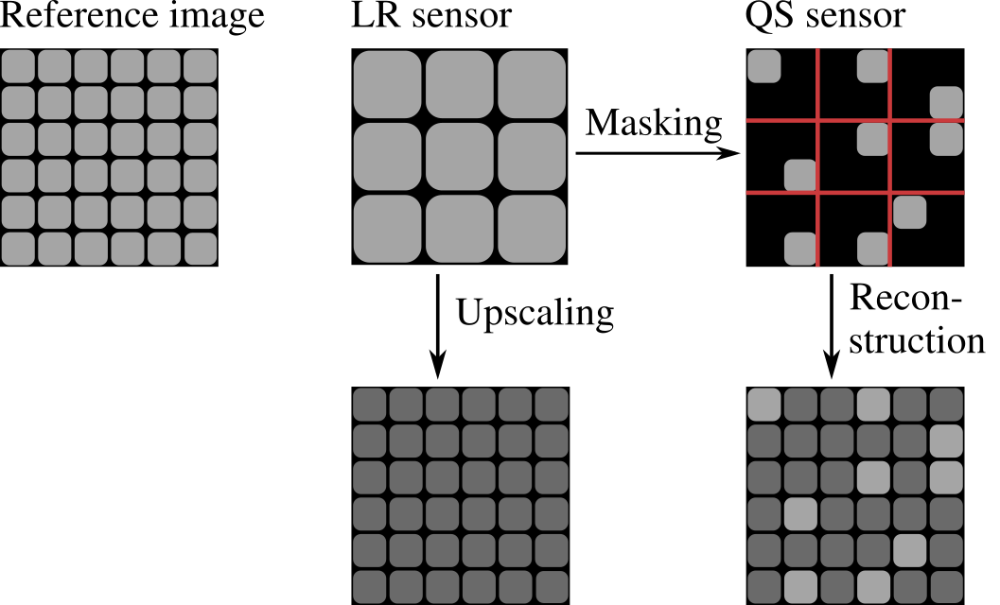 Reference image
LR sensor
QS sensor
Masking
Upscaling
Recon-
struction